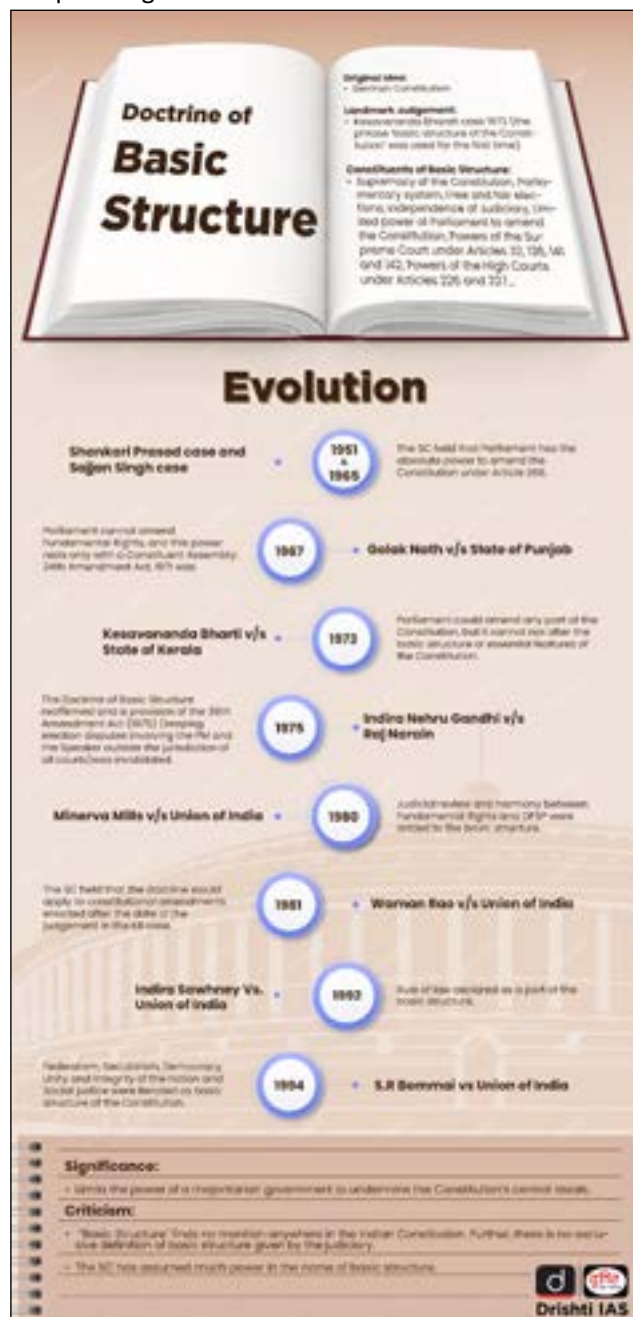 Doctrine of
Basic
Structure
Original Idea:
• German Constitution
Landmark Judgement:
• Kesavananda Bharati case 1973 (the
phrase 'basic structure of the Consti-
tution' was used for the first time)
Constituents of Basic Structure:
• Supremacy of the Constitution, Parlia-
mentary system, Free and fair elec-
tions, Independence of Judiciary, Limi-
ted power of Parliament to amend
the Constitution, Powers of the Su-
preme Court under Articles 32, 136, 141
and 142, Powers of the High Courts
under Articles 226 and 227...
Evolution
Shankari Prasad case and
Sajjan Singh case
1951
&
1965
The SC held that Parliament has the
absolute power to amend the
Constitution under Article 368.
Parliament cannot amend
Fundamental Rights, and this power
rests only with a Constituent Assembly.
24th Amendment Act, 1971 was
1967
Golak Nath v/s State of Punjab
Kesavananda Bharti v/s
State of Kerala
1973
Parliament could amend any part of the
Constitution, but it cannot alter the
basic structure or essential features of
the Constitution.
The Doctrine of Basic Structure
reaffirmed and a provision of the 39th
Amendment Act (1975) (keeping
election disputes involving the PM and
the Speaker outside the jurisdiction of
all courts) was invalidated.
1975
Indira Nehru Gandhi v/s
Raj Narain
Minerva Mills v/s Union of India
1980
Judicial review and harmony between
Fundamental Rights and DPSP were
added to the basic structure.
The SC held that the doctrine would
apply to constitutional amendments
enacted after the date of the
judgement in the KB case.
1981
Waman Rao v/s Union of India
Indira Sawhney Vs.
Union of India
1992
Rule of law declared as a part of the
basic structure.
Federalism, Secularism, Democracy,
Unity and integrity of the nation and
Social justice were iterated as basic
structure of the Constitution.
1994
S.R Bommai vs Union of India
Significance:
• Limits the power of a majoritarian government to undermine the Constitution's central ideals.
Criticism:
• "Basic Structure" finds no mention anywhere in the Indian Constitution. Further, there is no
definition of basic structure given by the judiciary.
• The SC has assumed much power in the name of basic structure.
Drishti IAS